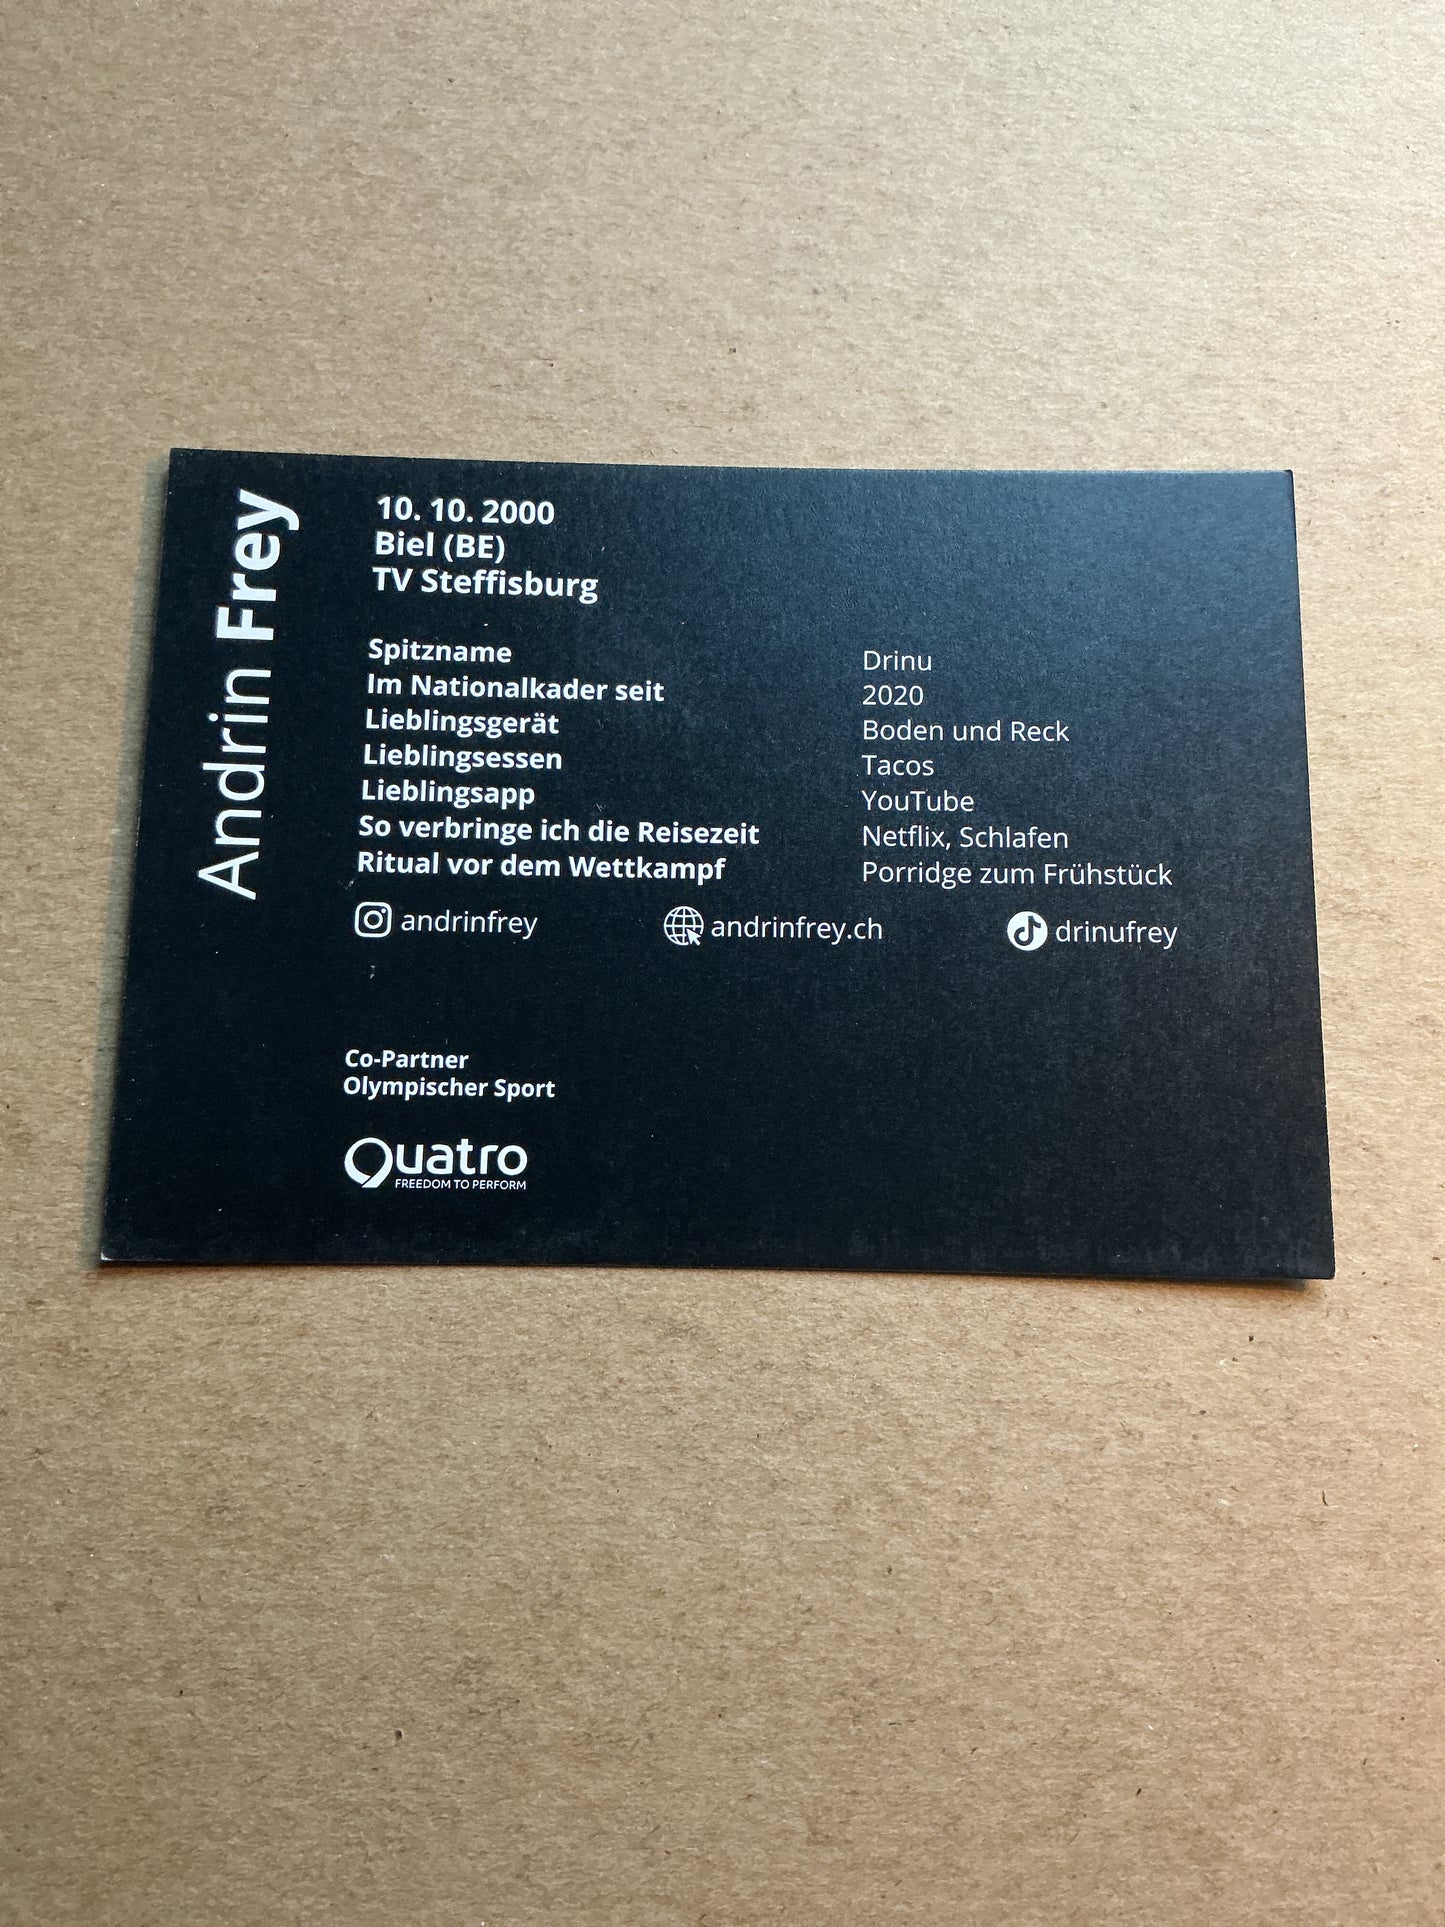 Andrin Frey
10. 10. 2000
Biel (BE)
TV Steffisburg
Spitzname Drinu
Im Nationalkader seit 2020
Lieblingsgerät Boden und Reck
Lieblingsessen Tacos
Lieblingsapp YouTube
So verbringe ich die Reisezeit Netflix, Schlafen
Ritual vor dem Wettkampf Porridge zum Frühstück
andrinfrey andrinfrey.ch drinufrey
Co-Partner
Olympischer Sport
Quatro
FREEDOM TO PERFORM